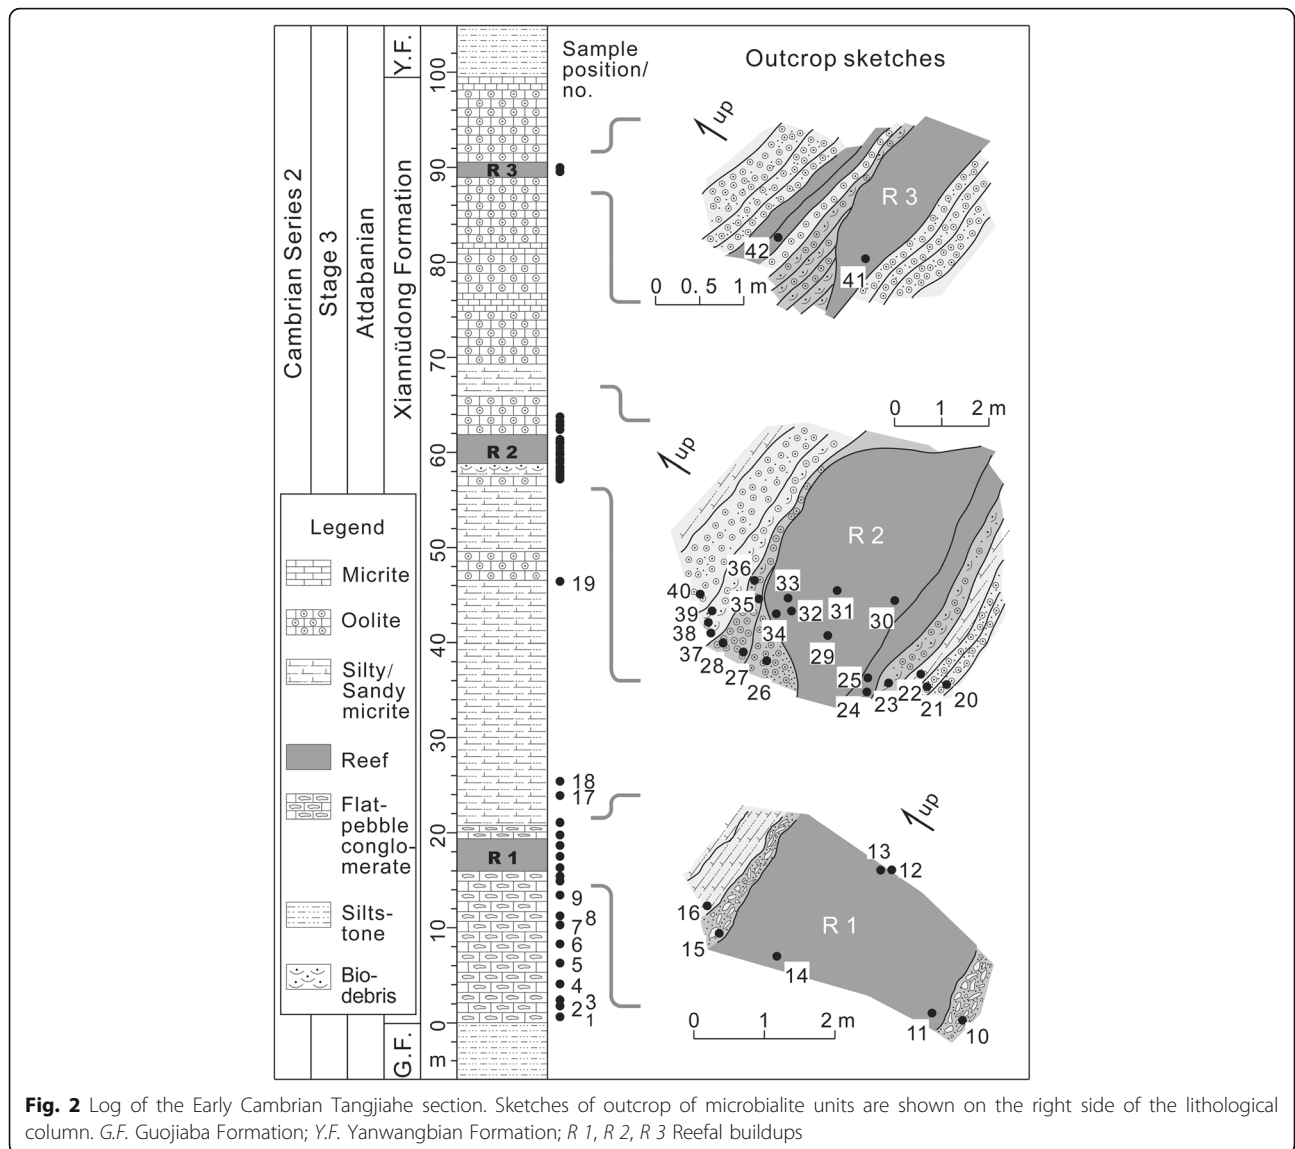 Cambrian Series 2
Stage 3
Atdabanian
Y.F.
Xiannüdong Formation
G.F.
100
90
80
70
60
50
40
30
20
10
0
m
R 3
R 2
R 1
Sample
position/
no.
19
18
17
9
8
7
6
5
4
3
2
1
Legend
Micrite
Oolite
Silty/
Sandy
micrite
Reef
Flat-
pebble
conglo-
merate
Silts-
tone
Bio-
debris
Outcrop sketches
up
R 3
42
41
0 0.5 1 m
0 1 2 m
up
R 2
36
33
40
35
31
39
32
30
38
34
29
37
28
25
27
22
20
26
24
23
21
up
13
12
R 1
16
15
14
0 1 2 m
11
10
Fig. 2 Log of the Early Cambrian Tangjiahe section. Sketches of outcrop of microbialite units are shown on the right side of the lithological
column. G.F. Guojiaba Formation; Y.F. Yanwangbian Formation; R 1, R 2, R 3 Reefal buildups